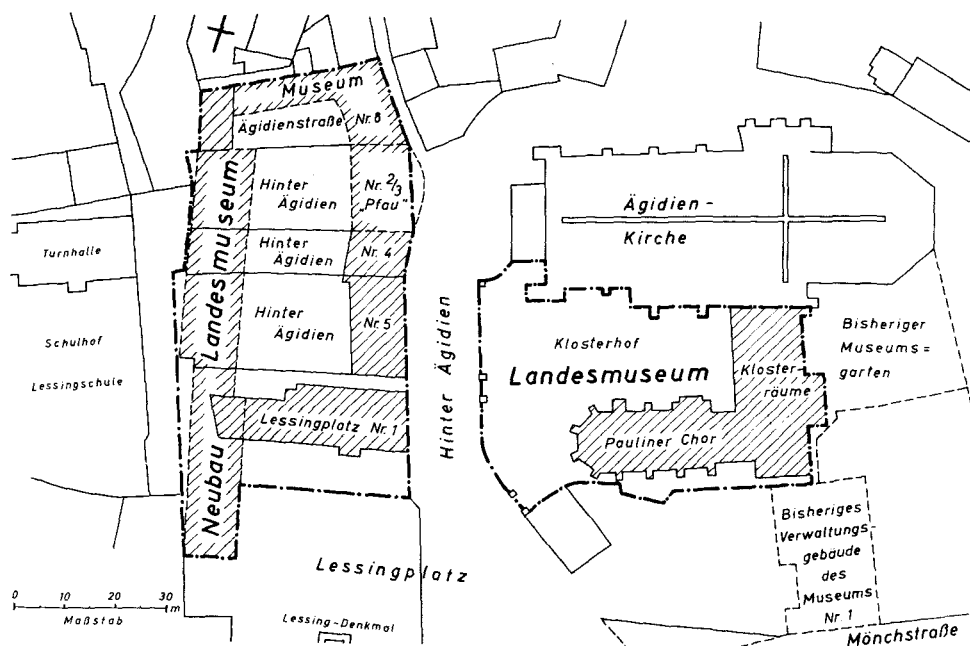 Museum
Ägidienstraße Nr. 8
Hinter
Ägidien
Nr. 2/3
„Pfau"
Hinter
Ägidien
Nr. 4
Hinter
Ägidien
Nr. 5
Lessingplatz Nr. 1
Neubau Landesmuseum
Turnhalle
Schulhof
Lessingschule
Hinter Ägidien
Ägidien-
Kirche
Klosterhof
Landesmuseum
Kloster-
räume
Pauliner Chor
Bisheriger
Museums=
garten
Bisheriges
Verwaltungs-
gebäude
des
Museums
Nr. 1
Mönchstraße
Lessingplatz
Lessing-Denkmal
0 10 20 30 m
Maßstab